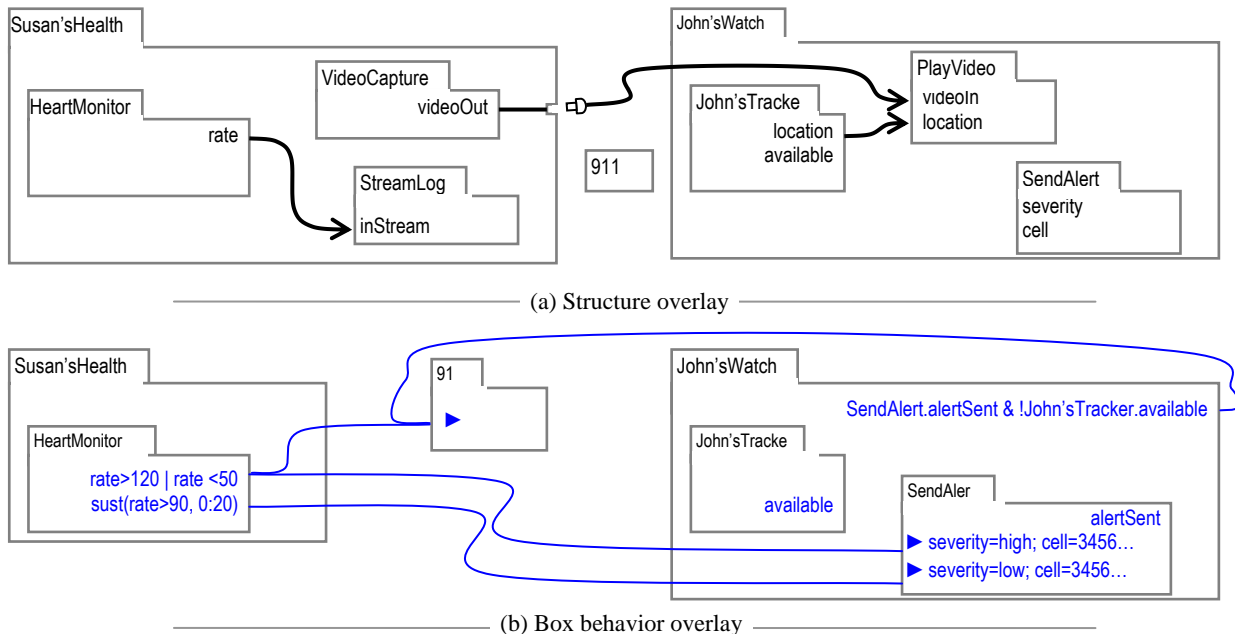 Susan'sHealth
John'sWatch
VideoCapture
videoOut
PlayVideo
videoIn
location
HeartMonitor
rate
John'sTracke
location
available
911
StreamLog
inStream
SendAlert
severity
cell
(a) Structure overlay
Susan'sHealth
91
John'sWatch
SendAlert.alertSent & !John'sTracker.available
HeartMonitor
rate>120 | rate <50
sust(rate>90, 0:20)
John'sTracke
available
SendAler
alertSent
► severity=high; cell=3456…
► severity=low; cell=3456…
(b) Box behavior overlay